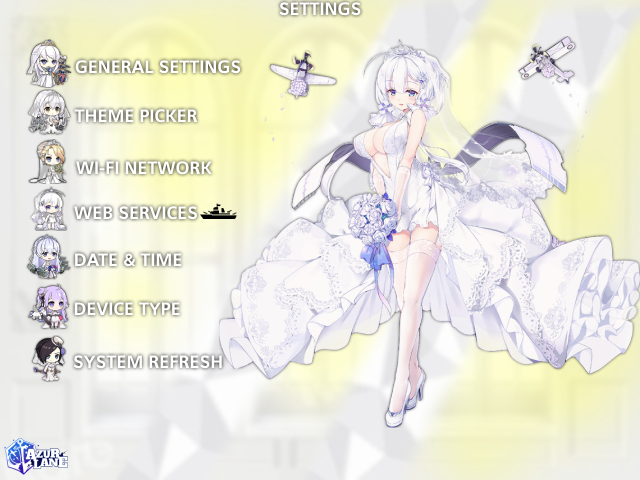 SETTINGS
GENERAL SETTINGS
THEME PICKER
WI-FI NETWORK
WEB SERVICES
DATE & TIME
DEVICE TYPE
SYSTEM REFRESH
AZUR
LANE